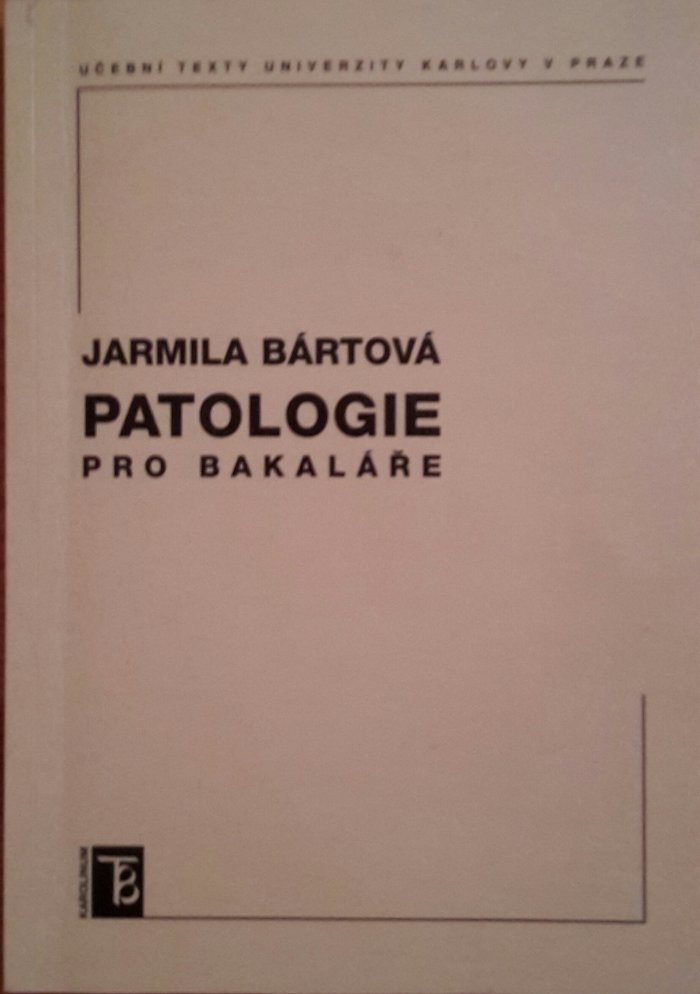 UČEBNÍ TEXTY UNIVERZITY KARLOVY V PRAZE
JARMILA BÁRTOVÁ
PATOLOGIE
PRO BAKALÁŘE
KAROLINUM